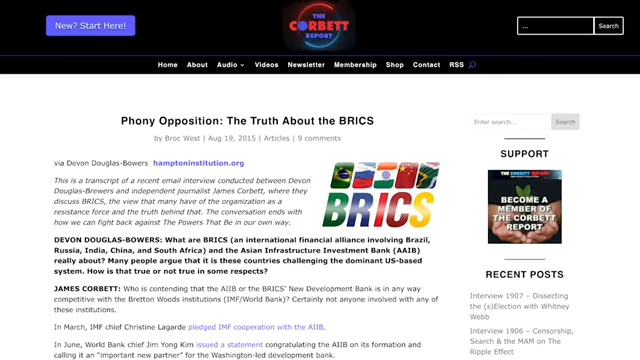 New? Start Here!
THE
CORBETT
REPORT
...
Search
Home
About
Audio
Videos
Newsletter
Membership
Shop
Contact
RSS
Phony Opposition: The Truth About the BRICS
by Broc West | Aug 19, 2015 | Articles | 9 comments
via Devon Douglas-Bowers hamptoninstitution.org
This is a transcript of a recent email interview conducted between Devon
Douglas-Bowers and independent journalist James Corbett, where they
discuss BRICS, the view that many have of the organization as a
resistance force and the truth behind that. The conversation ends with
how we can fight back against The Powers That Be in our own way.
BRICS
DEVON DOUGLAS-BOWERS: What are BRICS (an international financial alliance involving Brazil,
Russia, India, China, and South Africa) and the Asian Infrastructure Investment Bank (AAIB)
really about? Many people argue that it is these countries challenging the dominant US-based
system. How is that true or not true in some respects?
JAMES CORBETT: Who is contending that the AIIB or the BRICS' New Development Bank is in any way
competitive with the Bretton Woods institutions (IMF/World Bank)? Certainly not anyone involved with any of
these institutions.
In March, IMF chief Christine Lagarde pledged IMF cooperation with the AIIB.
In June, World Bank chief Jim Yong Kim issued a statement congratulating the AIIB on its formation and
calling it an "important new partner" for the Washington-led development bank.
Enter search...
Search
SUPPORT
THE CORBETT REPORT
BECOME A
MEMBER OF
THE CORBETT
REPORT
RECENT POSTS
Interview 1907 – Dissecting
the (s)Election with Whitney
Webb
Interview 1906 – Censorship,
Search & the MAM on The
Ripple Effect